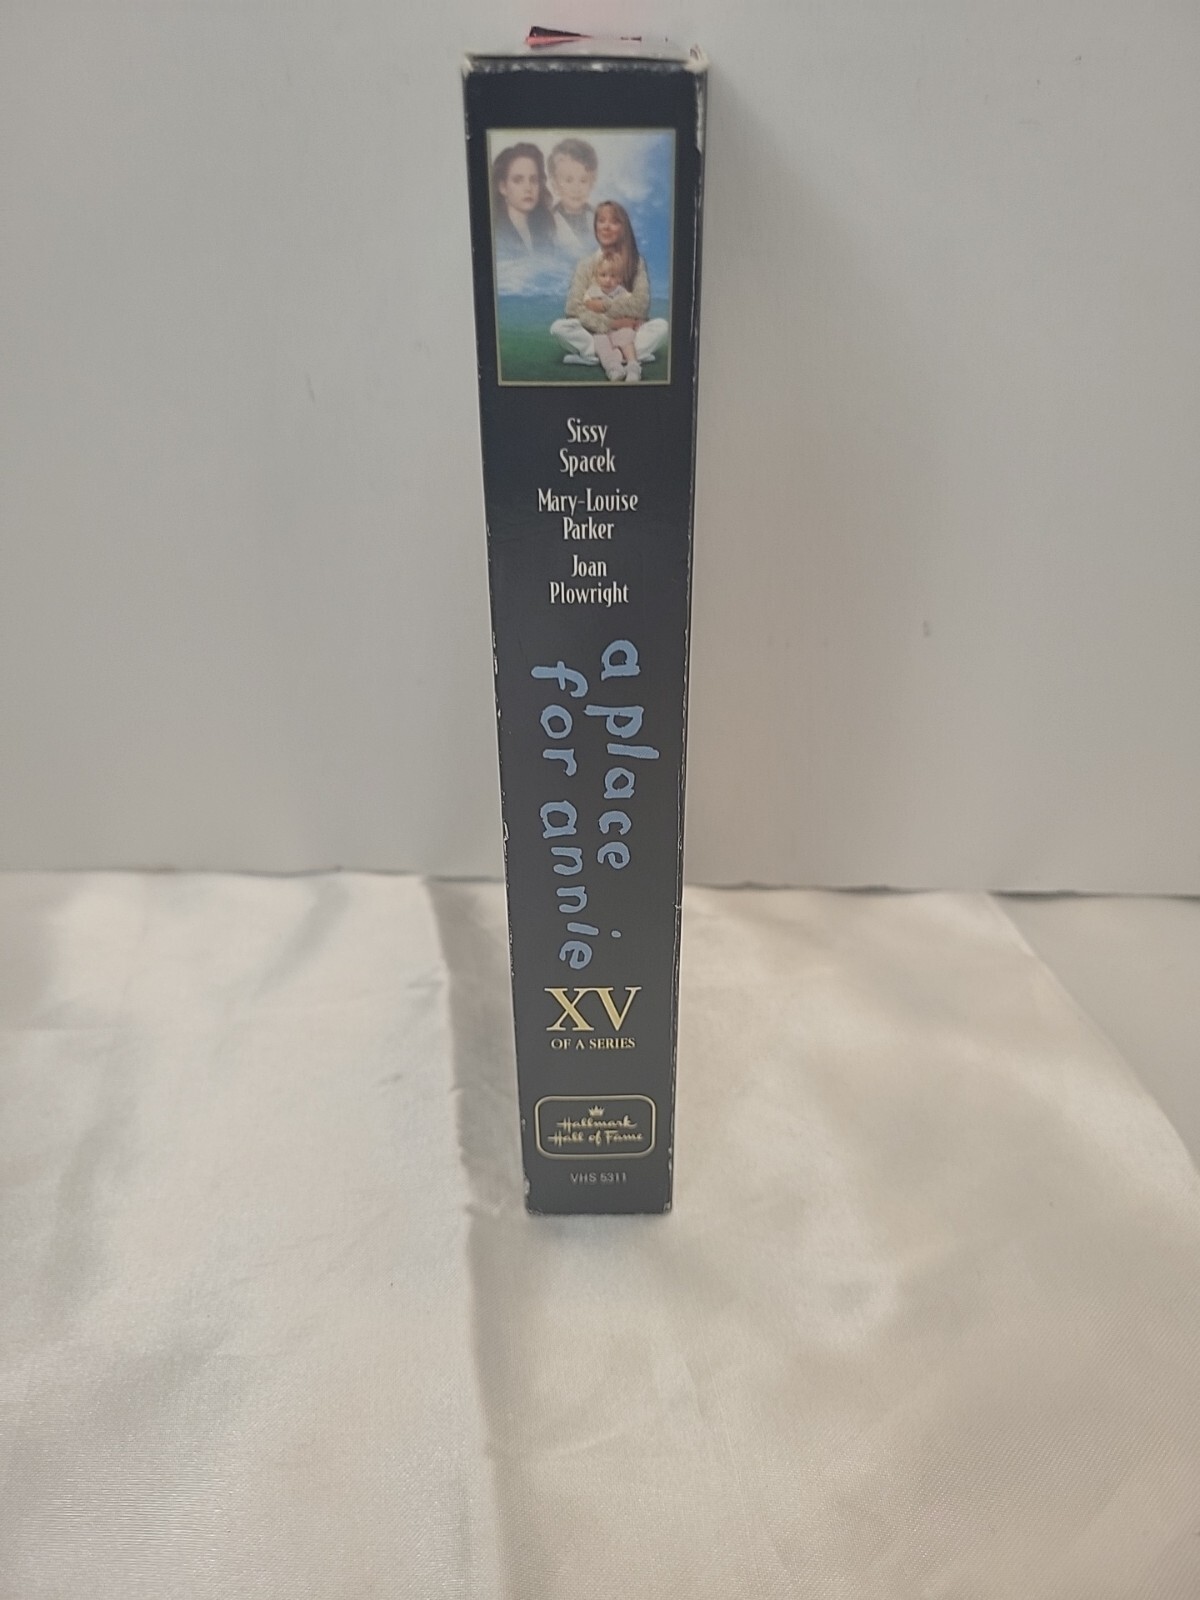 Sissy
Spacek
Mary-Louise
Parker
Joan
Plowright
a place
for annie
XV
OF A SERIES
Hallmark
Hall of Fame
VHS 5311